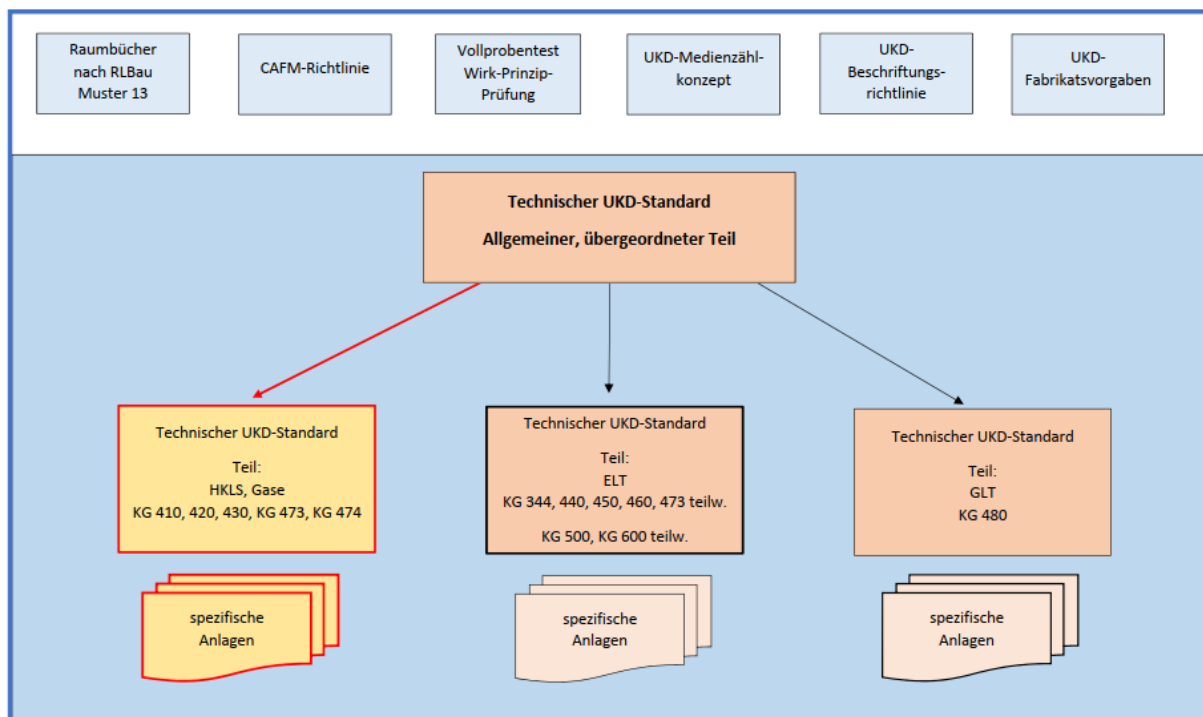 Raumbücher
nach RLBau
Muster 13
CAFM-Richtlinie
Vollprobentest
Wirk-Prinzip-
Prüfung
UKD-Medienzähl-
konzept
UKD-
Beschriftungs-
richtlinie
UKD-
Fabrikatsvorgaben
Technischer UKD-Standard
Allgemeiner, übergeordneter Teil
Technischer UKD-Standard
Teil:
HKLS, Gase
KG 410, 420, 430, KG 473, KG 474
Technischer UKD-Standard
Teil:
ELT
KG 344, 440, 450, 460, 473 teilw.
KG 500, KG 600 teilw.
Technischer UKD-Standard
Teil:
GLT
KG 480
spezifische
Anlagen
spezifische
Anlagen
spezifische
Anlagen